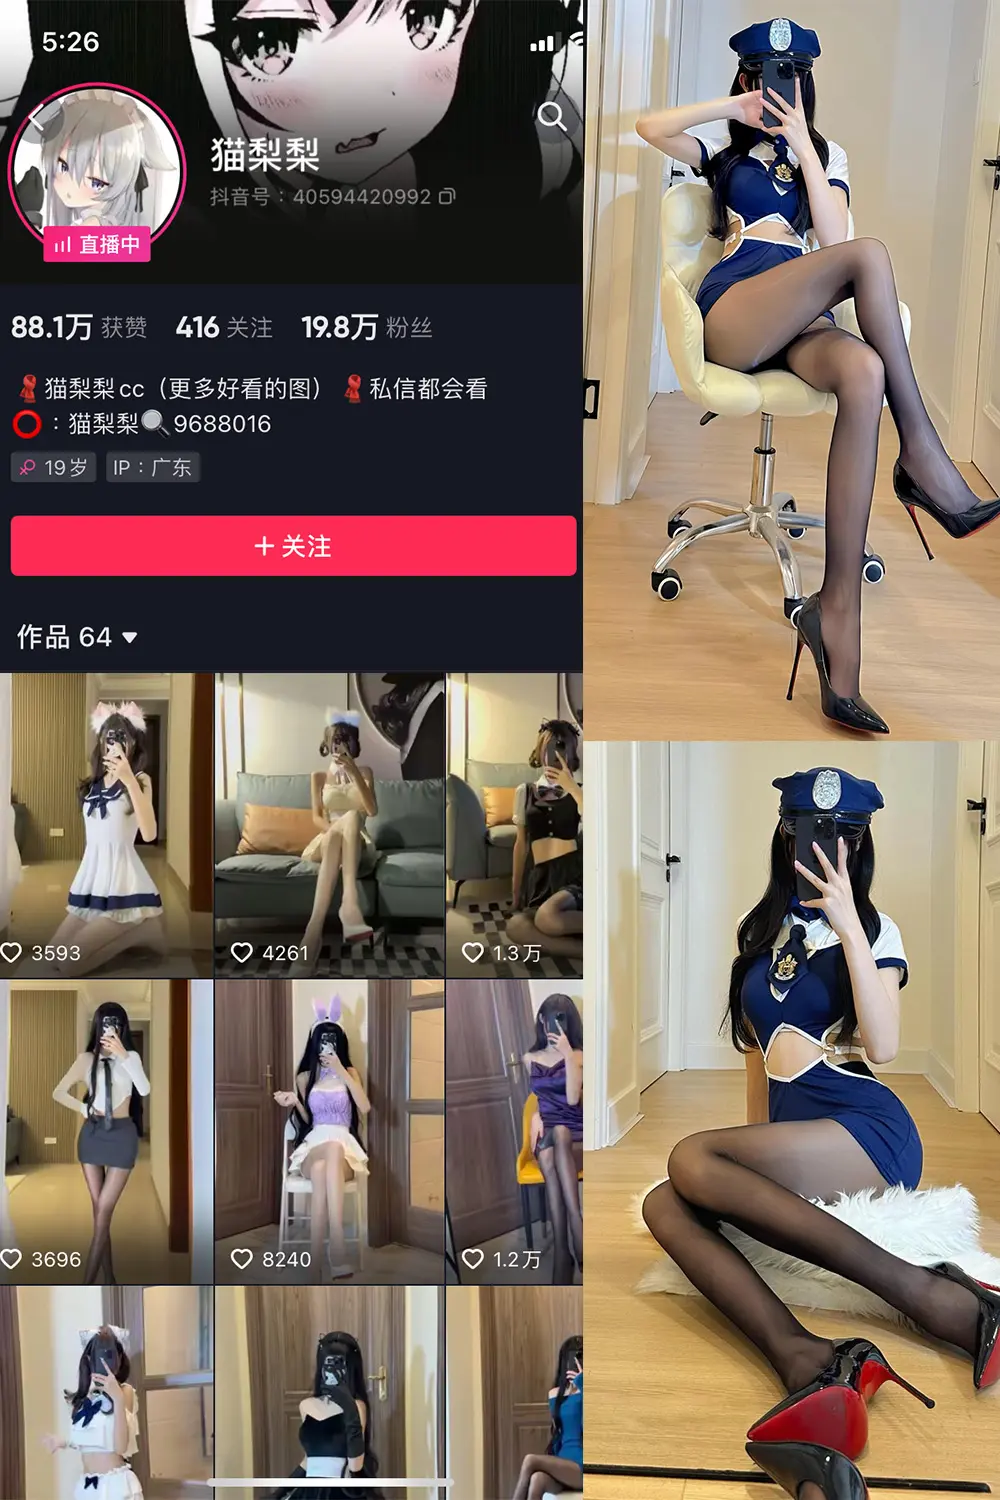 5:26
猫梨梨
抖音号：40594420992
直播中
88.1万 获赞 416 关注 19.8万 粉丝
猫梨梨cc（更多好看的图） 私信都会看
：猫梨梨 9688016
19岁 IP：广东
+ 关注
作品 64
3593
4261
1.3万
3696
8240
1.2万